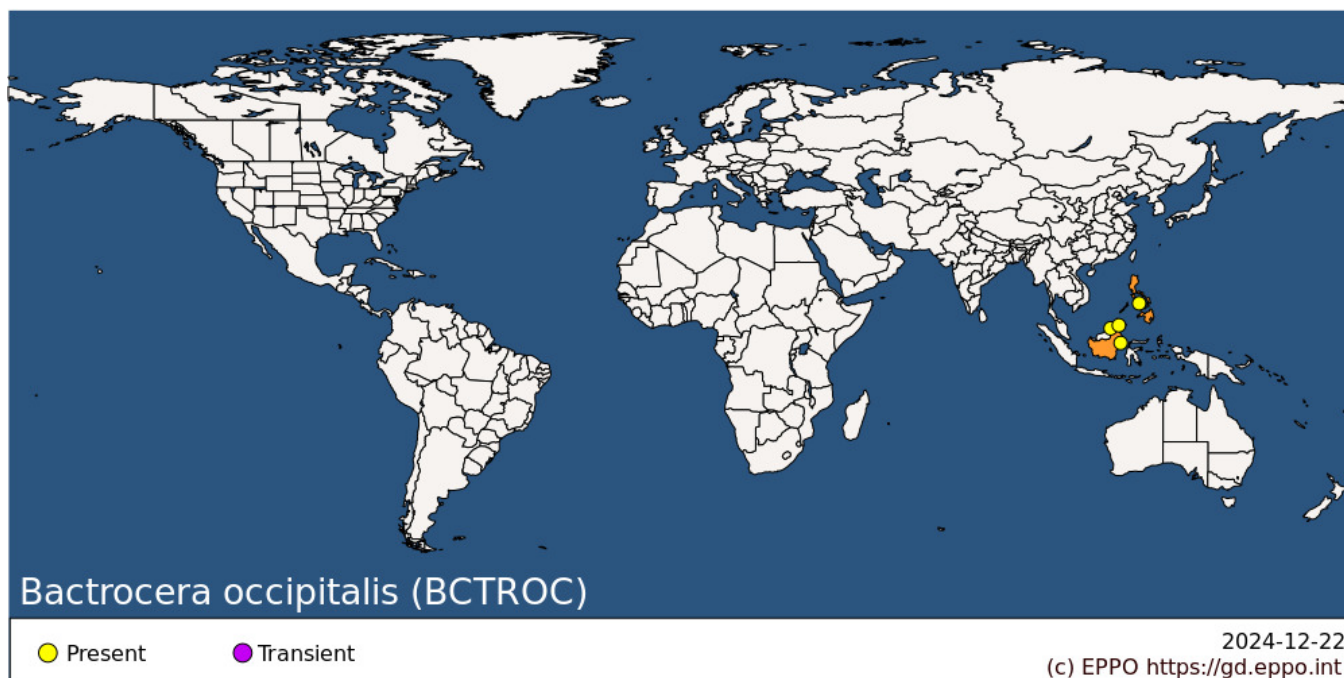 Bactrocera occipitalis (BCTROC)
Present
Transient
2024-12-22
(c) EPPO https://gd.eppo.int